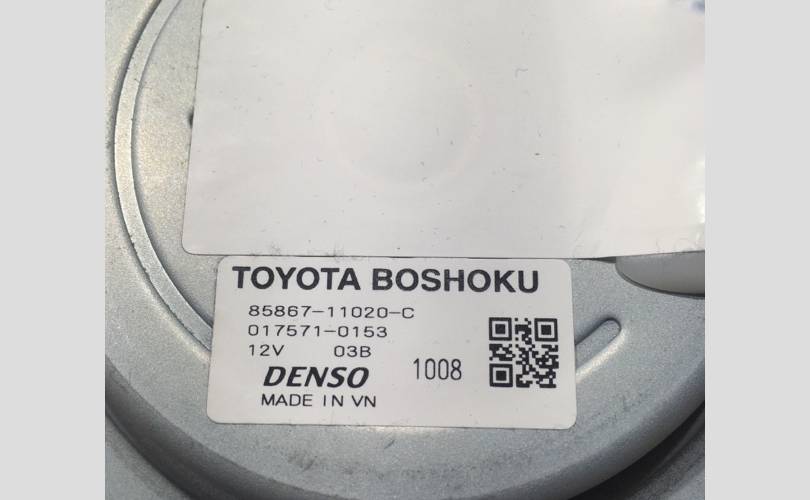 TOYOTA BOSHOKU
85867-11020-C
017571-0153
12V 03B
DENSO 1008
MADE IN VN